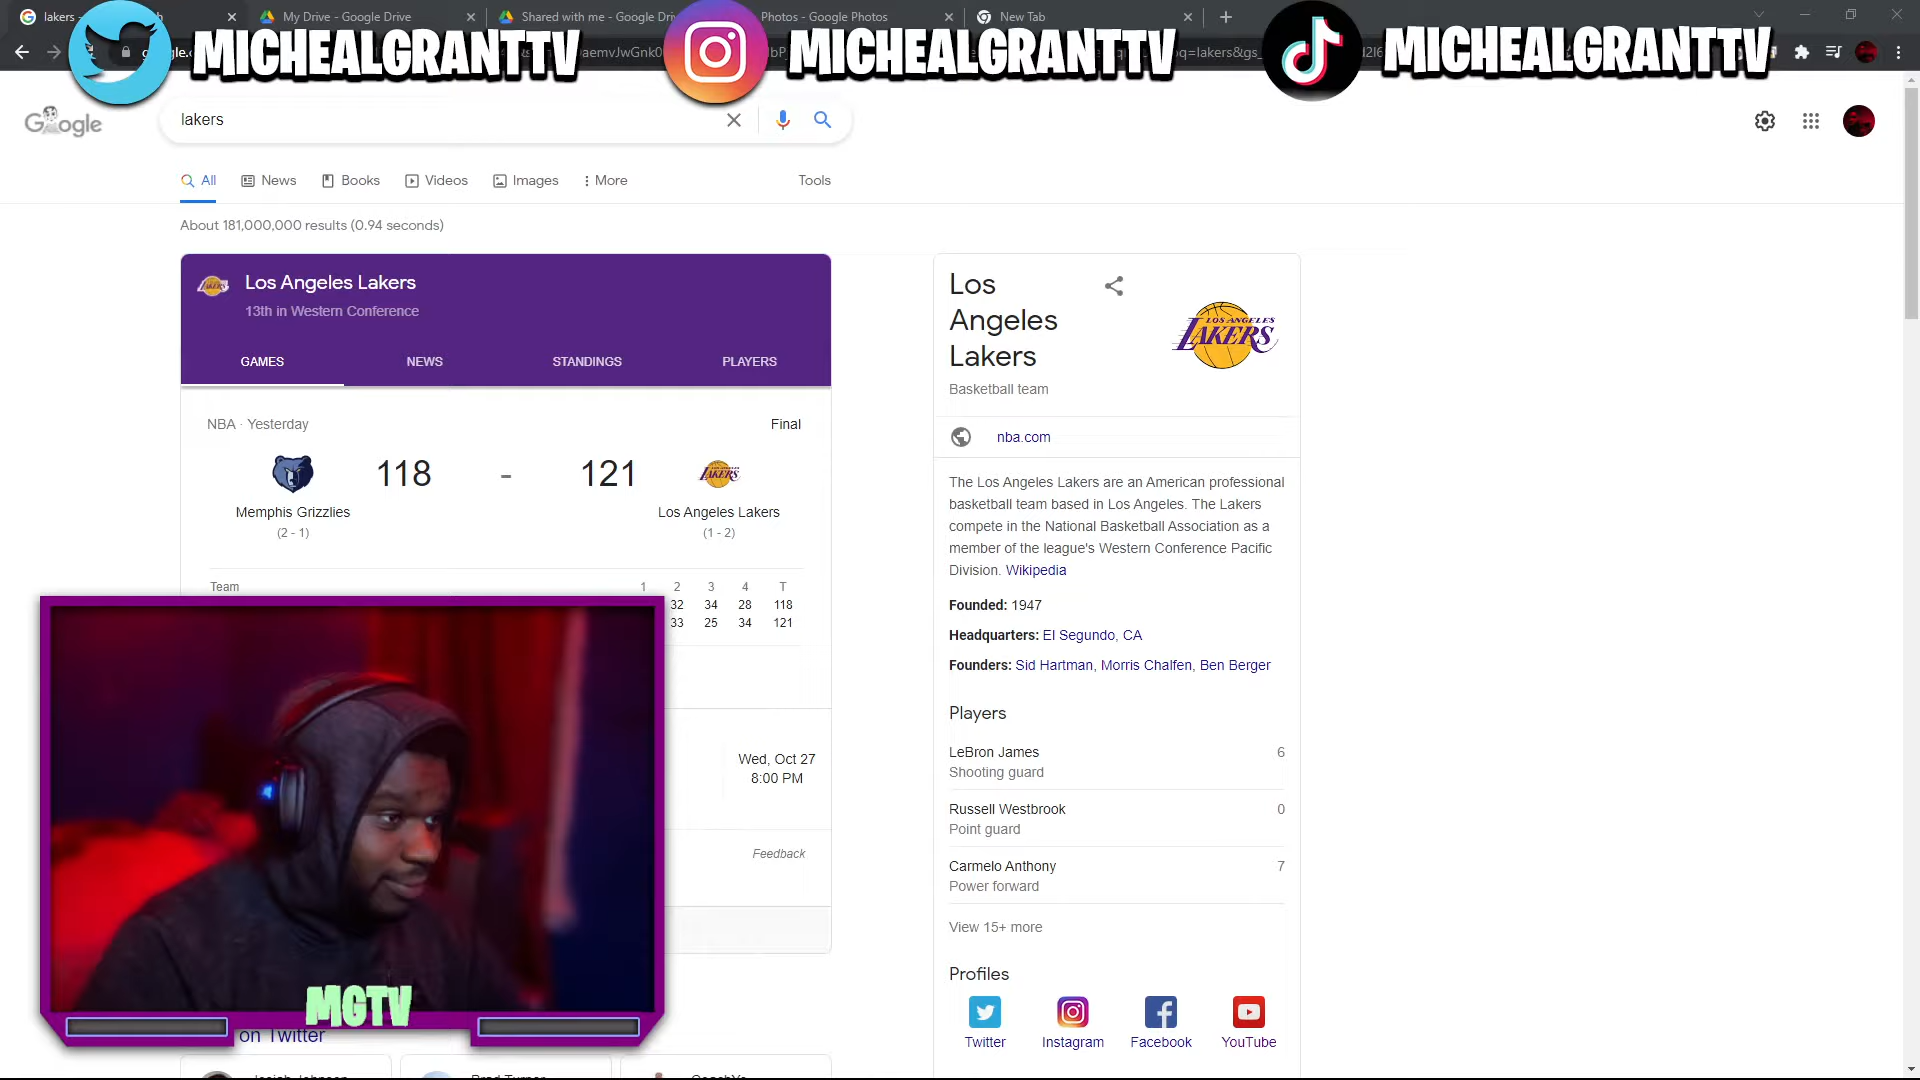 lakers -
My Drive - Google Drive
Shared with me - Google Dri
Photos - Google Photos
New Tab
MICHEALGRANTTV
MICHEALGRANTTV
MICHEALGRANTTV
Google
lakers
All
News
Books
Videos
Images
More
Tools
About 181,000,000 results (0.94 seconds)
Los Angeles Lakers
13th in Western Conference
GAMES
NEWS
STANDINGS
PLAYERS
NBA · Yesterday
Final
118 - 121
LAKERS
Memphis Grizzlies
(2 - 1)
Los Angeles Lakers
(1 - 2)
Team 1 2 3 4 T
32 34 28 118
33 25 34 121
Wed, Oct 27
8:00 PM
Feedback
MGTV
on Twitter
Los
Angeles
Lakers
Basketball team
LOS ANGELES
LAKERS
nba.com
The Los Angeles Lakers are an American professional
basketball team based in Los Angeles. The Lakers
compete in the National Basketball Association as a
member of the league's Western Conference Pacific
Division. Wikipedia
Founded: 1947
Headquarters: El Segundo, CA
Founders: Sid Hartman, Morris Chalfen, Ben Berger
Players
LeBron James 6
Shooting guard
Russell Westbrook 0
Point guard
Carmelo Anthony 7
Power forward
View 15+ more
Profiles
Twitter
Instagram
Facebook
YouTube